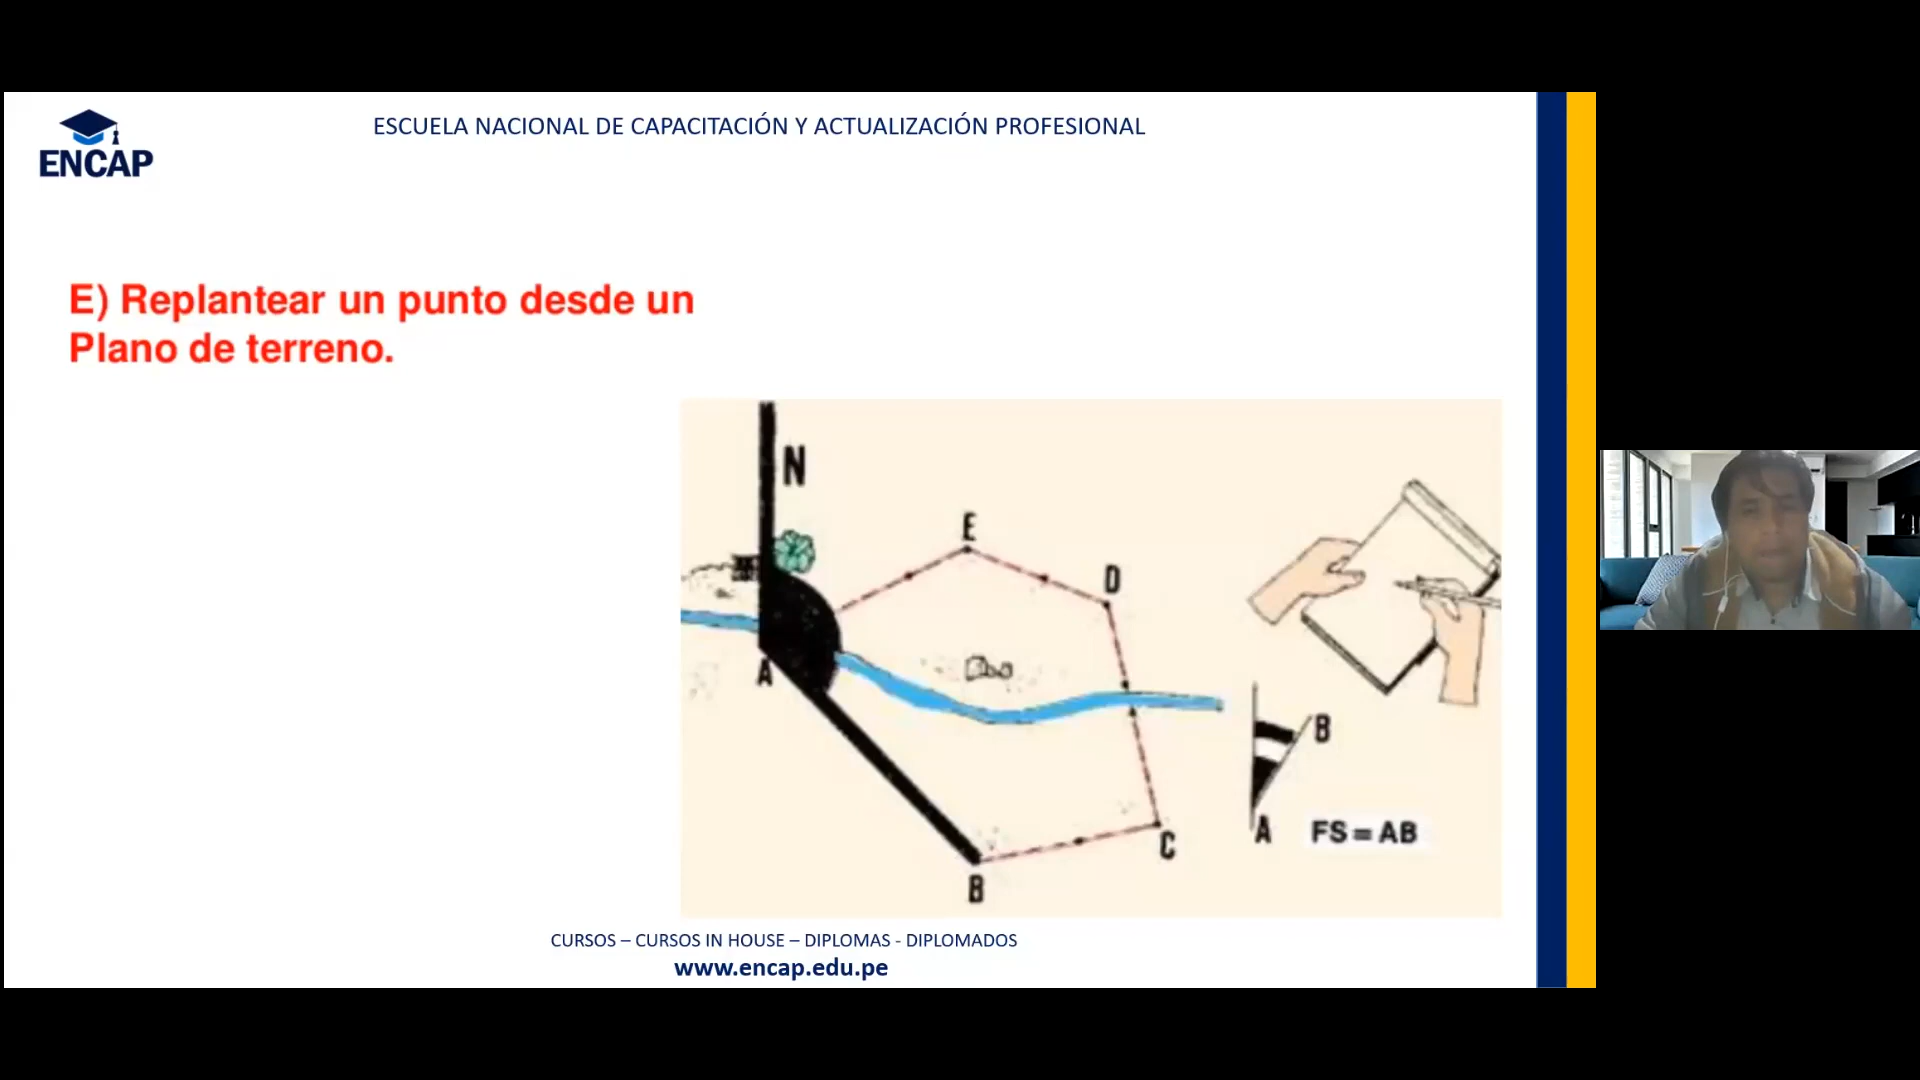 ENCAP
ESCUELA NACIONAL DE CAPACITACIÓN Y ACTUALIZACIÓN PROFESIONAL
E) Replantear un punto desde un
Plano de terreno.
N
E
D
A
B
C
B
A
FS = AB
CURSOS – CURSOS IN HOUSE – DIPLOMAS - DIPLOMADOS
www.encap.edu.pe